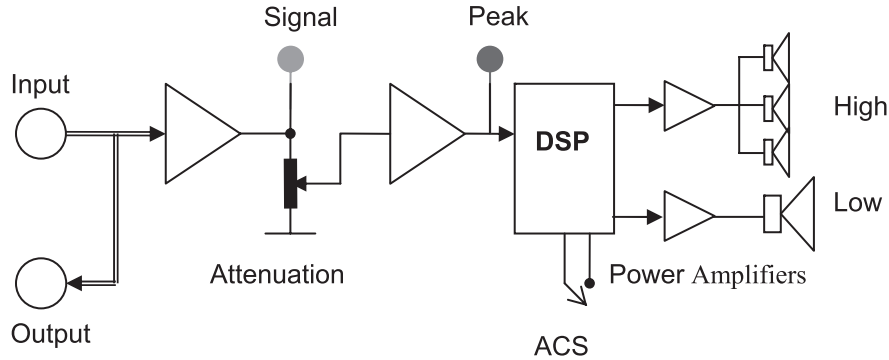 Signal
Peak
Input
DSP
High
Low
Attenuation
Power Amplifiers
Output
ACS